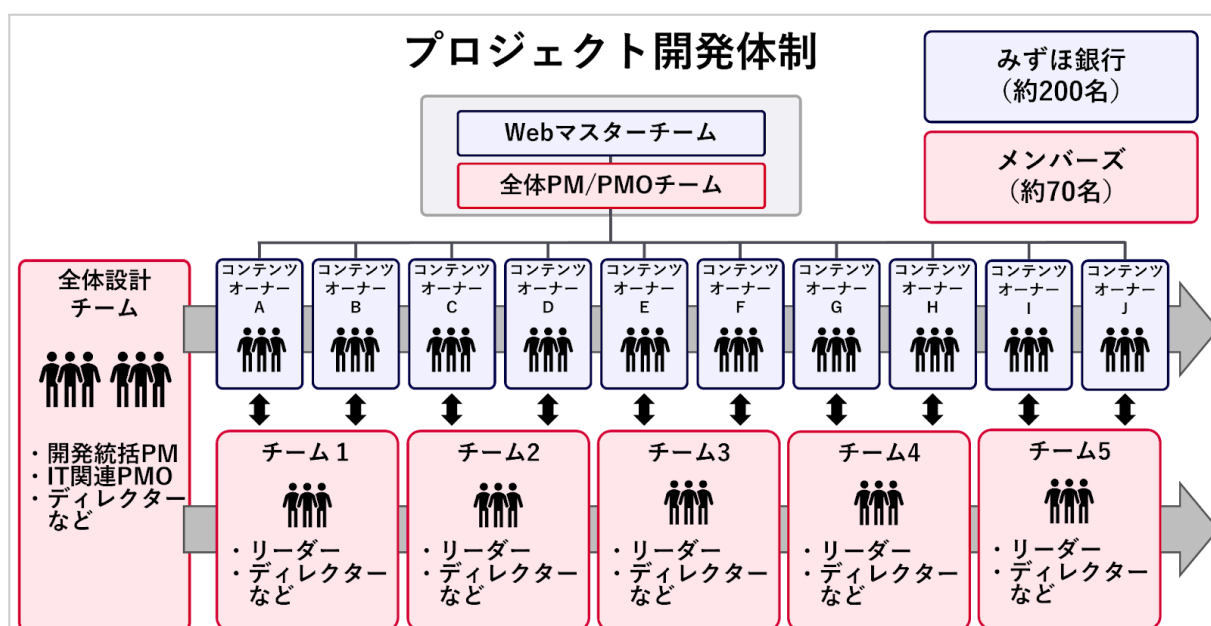 プロジェクト開発体制
みずほ銀行
（約200名）
メンバーズ
（約70名）
Webマスターチーム
全体PM/PMOチーム
全体設計
チーム
・開発統括PM
・IT関連PMO
・ディレクター
など
コンテンツ
オーナー
A
コンテンツ
オーナー
B
コンテンツ
オーナー
C
コンテンツ
オーナー
D
コンテンツ
オーナー
E
コンテンツ
オーナー
F
コンテンツ
オーナー
G
コンテンツ
オーナー
H
コンテンツ
オーナー
I
コンテンツ
オーナー
J
チーム1
・リーダー
・ディレクター
など
チーム2
・リーダー
・ディレクター
など
チーム3
・リーダー
・ディレクター
など
チーム4
・リーダー
・ディレクター
など
チーム5
・リーダー
・ディレクター
など